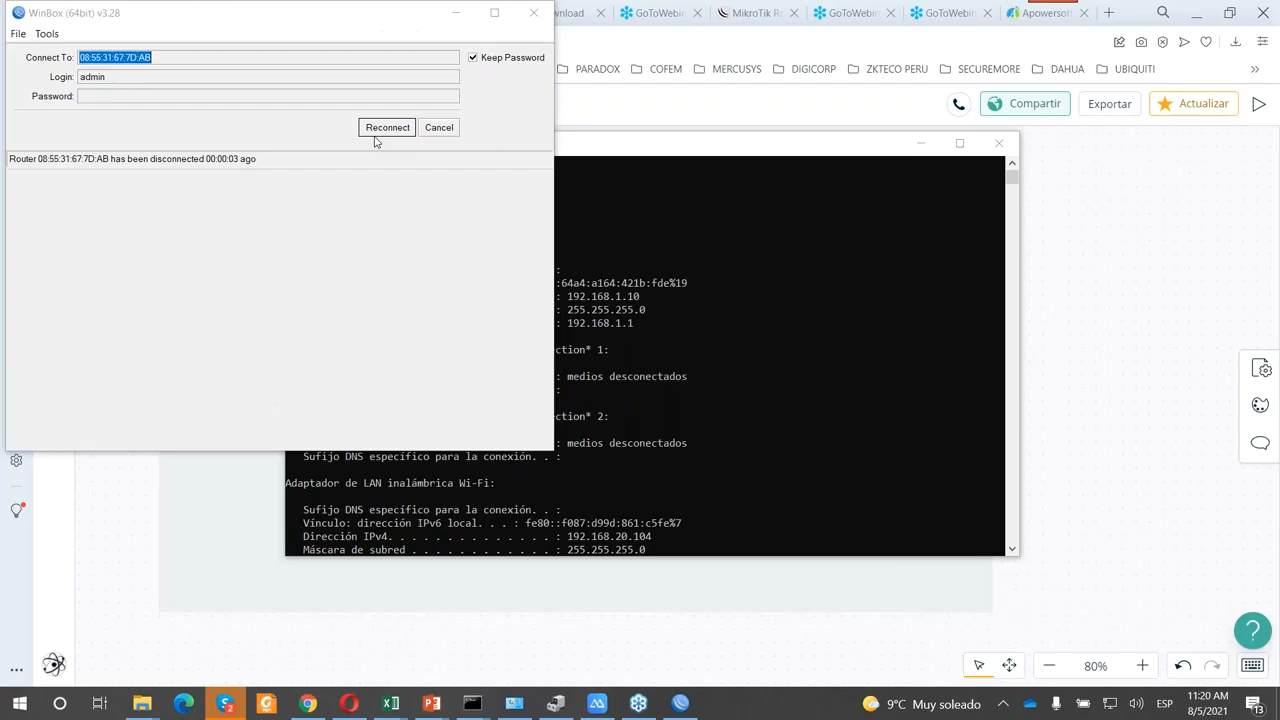 WinBox (64bit) v3.28
wnload
GoToWebin
MikroTik R
GoToWebin
GoToWebin
Apowersoft
File Tools
Connect To: 08:55:31:67:7D:AB
Keep Password
Login: admin
Password:
Reconnect Cancel
Router 08:55:31:67:7D:AB has been disconnected 00:00:03 ago
PARADOX COFEM MERCUSYS DIGICORP ZKTECO PERU SECUREMORE DAHUA UBIQUITI
Compartir Exportar Actualizar
:
:64a4:a164:421b:fde%19
: 192.168.1.10
: 255.255.255.0
: 192.168.1.1
ction* 1:
: medios desconectados
:
ection* 2:
: medios desconectados
Sufijo DNS específico para la conexión. . :
Adaptador de LAN inalámbrica Wi-Fi:
Sufijo DNS específico para la conexión. . :
Vínculo: dirección IPv6 local. . . : fe80::f087:d99d:861:c5fe%7
Dirección IPv4. . . . . . . . . . . . . . : 192.168.20.104
Máscara de subred . . . . . . . . . . . . : 255.255.255.0
80%
9°C Muy soleado
ESP
11:20 AM
8/5/2021
13